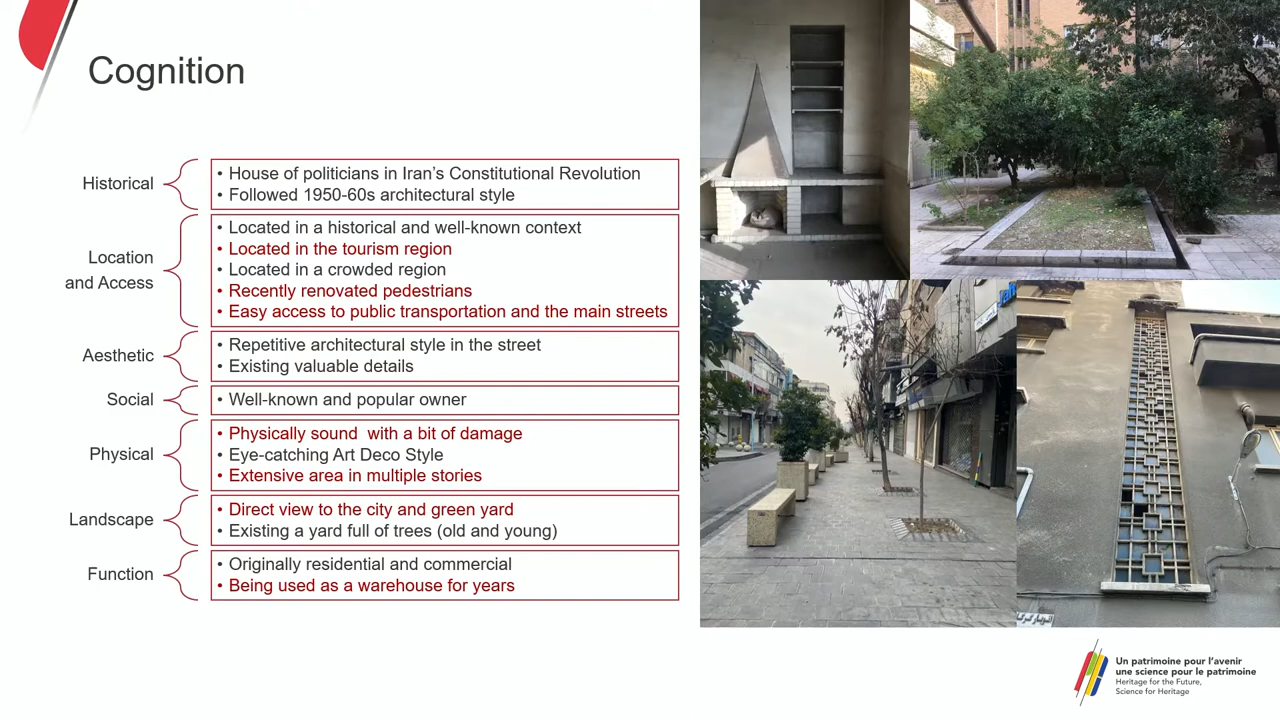 Cognition
Historical
• House of politicians in Iran’s Constitutional Revolution
• Followed 1950-60s architectural style
Location
and Access
• Located in a historical and well-known context
• Located in the tourism region
• Located in a crowded region
• Recently renovated pedestrians
• Easy access to public transportation and the main streets
Aesthetic
• Repetitive architectural style in the street
• Existing valuable details
Social
• Well-known and popular owner
Physical
• Physically sound  with a bit of damage
• Eye-catching Art Deco Style
• Extensive area in multiple stories
Landscape
• Direct view to the city and green yard
• Existing a yard full of trees (old and young)
Function
• Originally residential and commercial
• Being used as a warehouse for years
Un patrimoine pour l’avenir
une science pour le patrimoine
Heritage for the Future,
Science for Heritage